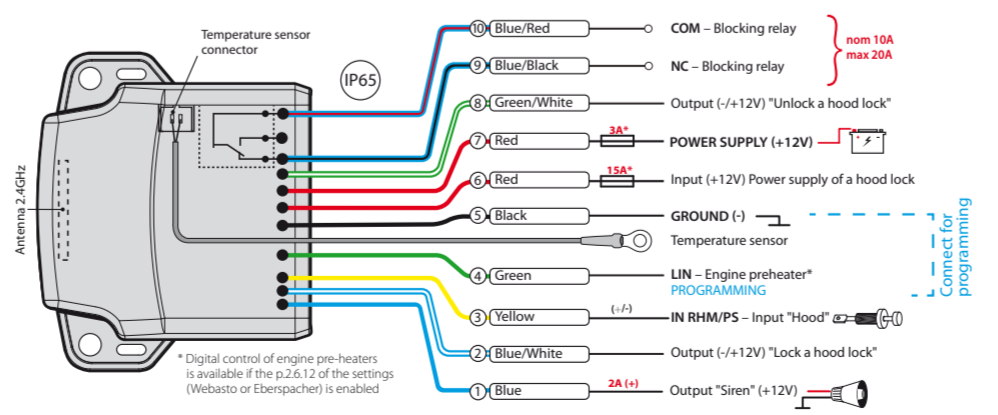 Temperature sensor
connector
IP65
Antenna 2.4GHz
10 Blue/Red COM – Blocking relay
nom 10A
max 20A
9 Blue/Black NC – Blocking relay
8 Green/White Output (-/+12V) "Unlock a hood lock"
7 Red 3A* POWER SUPPLY (+12V)
6 Red 15A* Input (+12V) Power supply of a hood lock
5 Black GROUND (-)
Temperature sensor
Connect for
programming
4 Green LIN – Engine preheater*
PROGRAMMING
3 Yellow (+/-) IN RHM/PS – Input "Hood"
2 Blue/White Output (-/+12V) "Lock a hood lock"
1 Blue 2A (+) Output "Siren" (+12V)
* Digital control of engine pre-heaters
is available if the p.2.6.12 of the settings
(Webasto or Eberspacher) is enabled